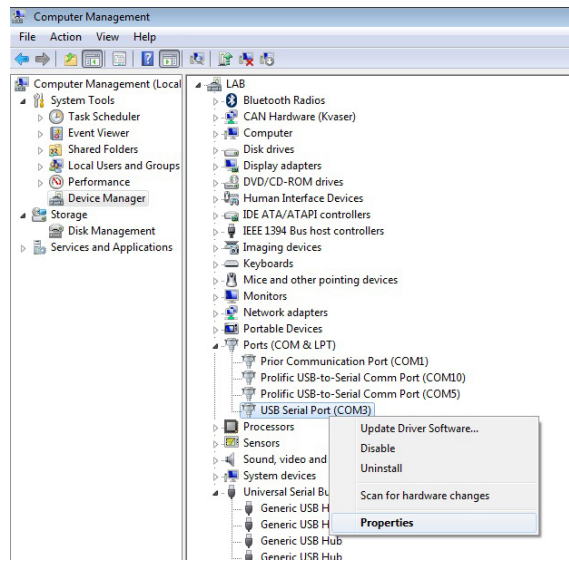 Computer Management
File Action View Help
Computer Management (Local
System Tools
Task Scheduler
Event Viewer
Shared Folders
Local Users and Groups
Performance
Device Manager
Storage
Disk Management
Services and Applications
LAB
Bluetooth Radios
CAN Hardware (Kvaser)
Computer
Disk drives
Display adapters
DVD/CD-ROM drives
Human Interface Devices
IDE ATA/ATAPI controllers
IEEE 1394 Bus host controllers
Imaging devices
Keyboards
Mice and other pointing devices
Monitors
Network adapters
Portable Devices
Ports (COM & LPT)
Prior Communication Port (COM1)
Prolific USB-to-Serial Comm Port (COM10)
Prolific USB-to-Serial Comm Port (COM5)
USB Serial Port (COM3)
Processors
Sensors
Sound, video and
System devices
Universal Serial Bu
Generic USB H
Generic USB H
Generic USB Hub
Generic USB Hub
Update Driver Software...
Disable
Uninstall
Scan for hardware changes
Properties